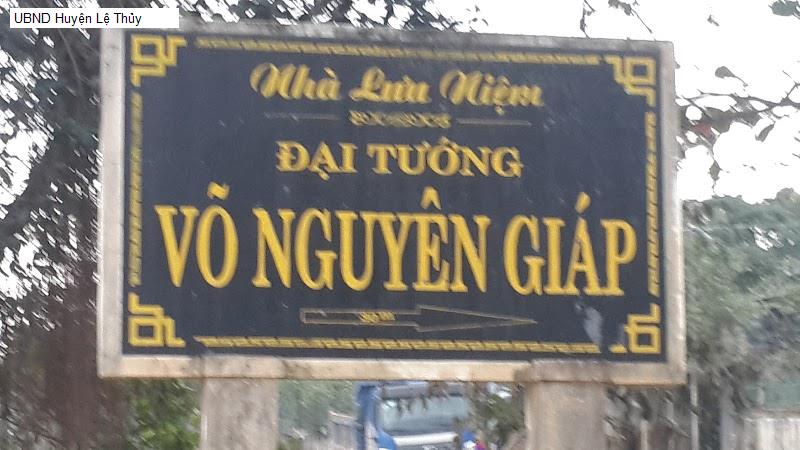 UBND Huyện Lệ Thủy
Nhà Lưu Niệm
ĐẠI TƯỚNG
VÕ NGUYÊN GIÁP